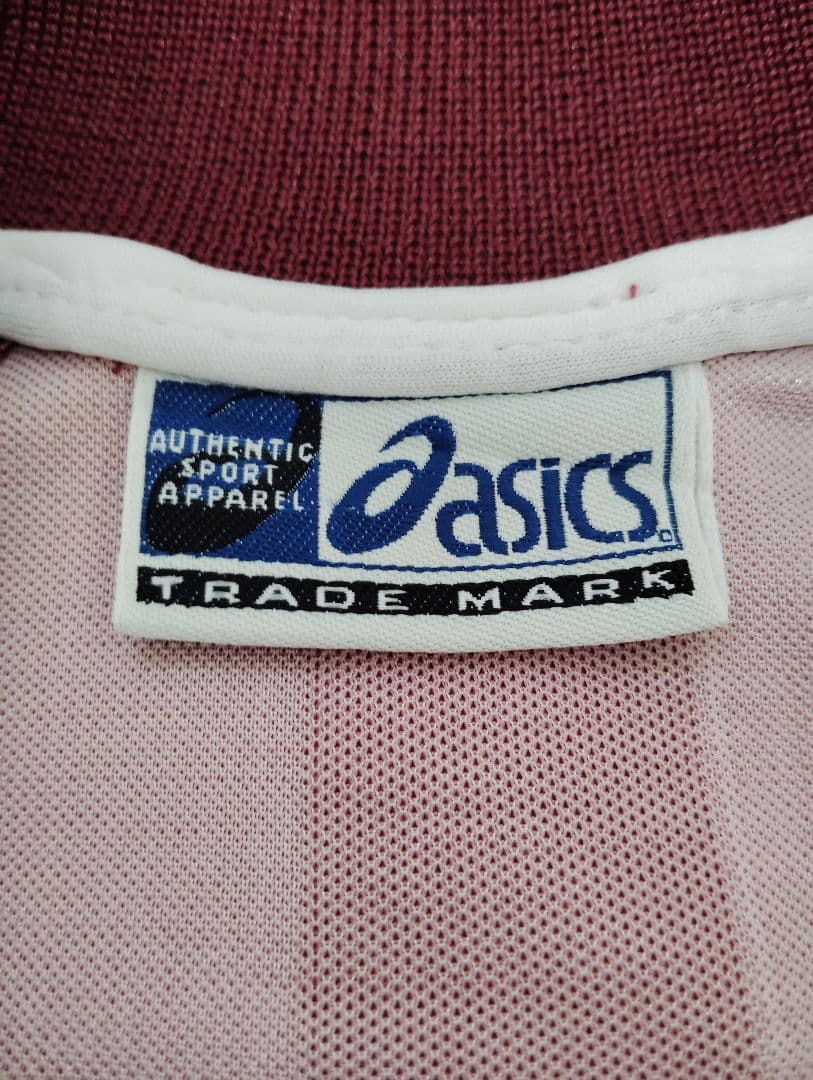 AUTHENTIC
SPORT
APPAREL
asics
TRADE MARK